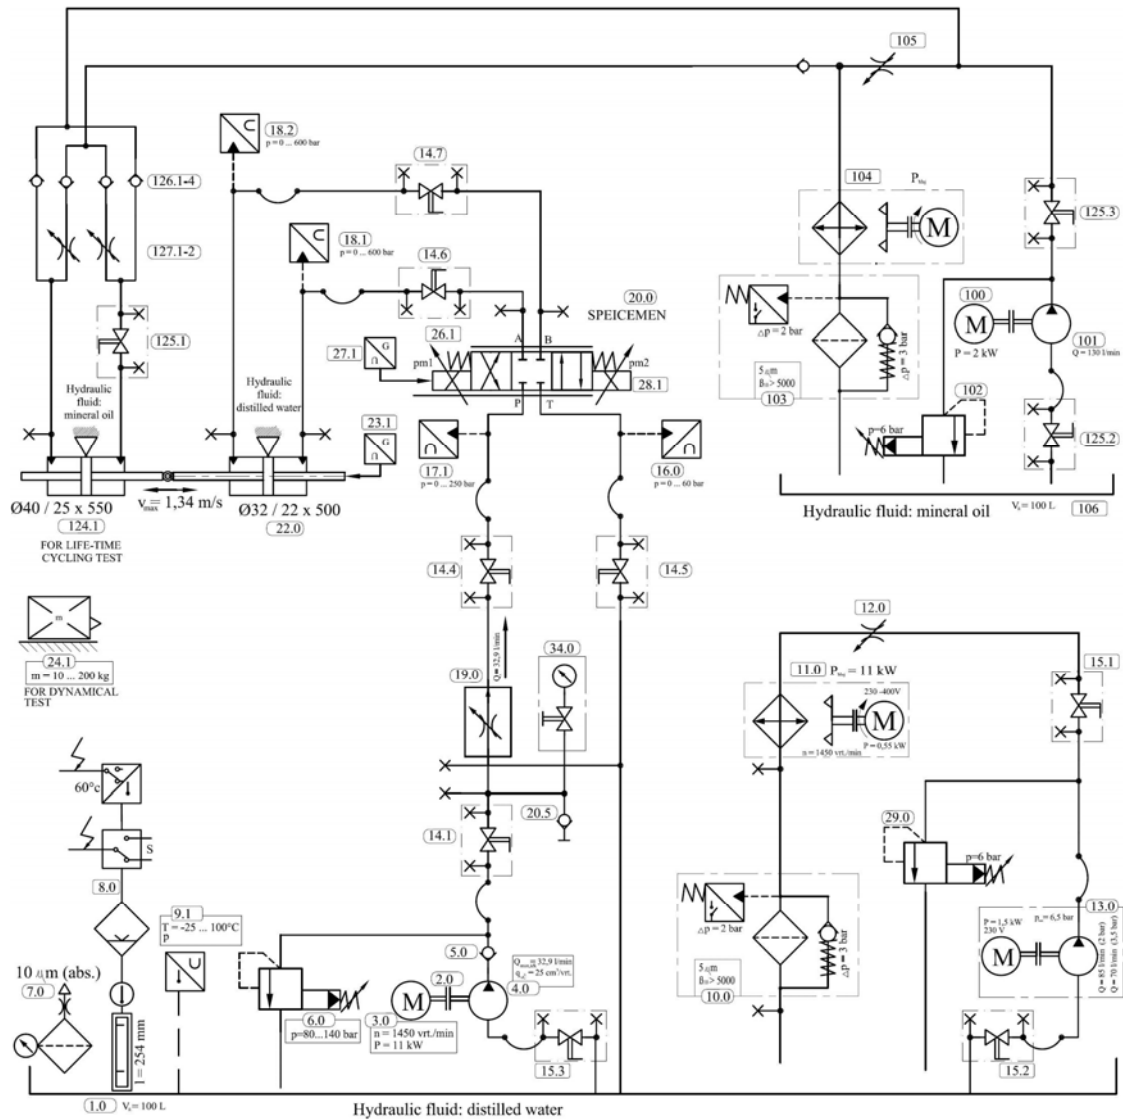 105
18.2
p = 0 ... 600 bar
14.7
126.1-4
104
P
125.3
18.1
p = 0 ... 600 bar
14.6
127.1-2
M
20.0
SPEICEMEN
100
M
P = 2 kW
101
Q = 130 l/min
125.1
26.1
A
B
27.1
G
pm1
pm2
28.1
P
T
△p = 2 bar
△p = 3 bar
5 μm
>5000
103
Hydraulic
fluid:
mineral oil
Hydraulic
fluid:
distilled water
23.1
G
102
p=6 bar
125.2
17.1
p = 0 ... 250 bar
16.0
p = 0 ... 60 bar
v max = 1,34 m/s
Ø40 / 25 x 550
124.1
FOR LIFE-TIME
CYCLING TEST
Ø32 / 22 x 500
22.0
Hydraulic fluid: mineral oil
= 100 L
106
14.4
14.5
m
24.1
m = 10 ... 200 kg
FOR DYNAMICAL
TEST
Q = 32,9 l/min
34.0
19.0
12.0
11.0
= 11 kW
15.1
230 -400V
M
n = 1450 vrt./min
P = 0,55 kW
60°c
S
8.0
14.1
20.5
29.0
p=6 bar
9.1
T = -25 ... 100°C
p
5.0
△p = 2 bar
△p = 3 bar
5 μm
>5000
10.0
13.0
P = 1,5 kW
230 V
= 6,5 bar
M
Q = 85 l/min (2 bar)
Q = 70 l/min (3,5 bar)
10 μm (abs.)
7.0
l = 254 mm
6.0
p=80...140 bar
2.0
M
3.0
n = 1450 vrt./min
P = 11 kW
4.0
32,9 l/min
= 25 cm³/vrt.
15.3
15.2
1.0
= 100 L
Hydraulic fluid: distilled water